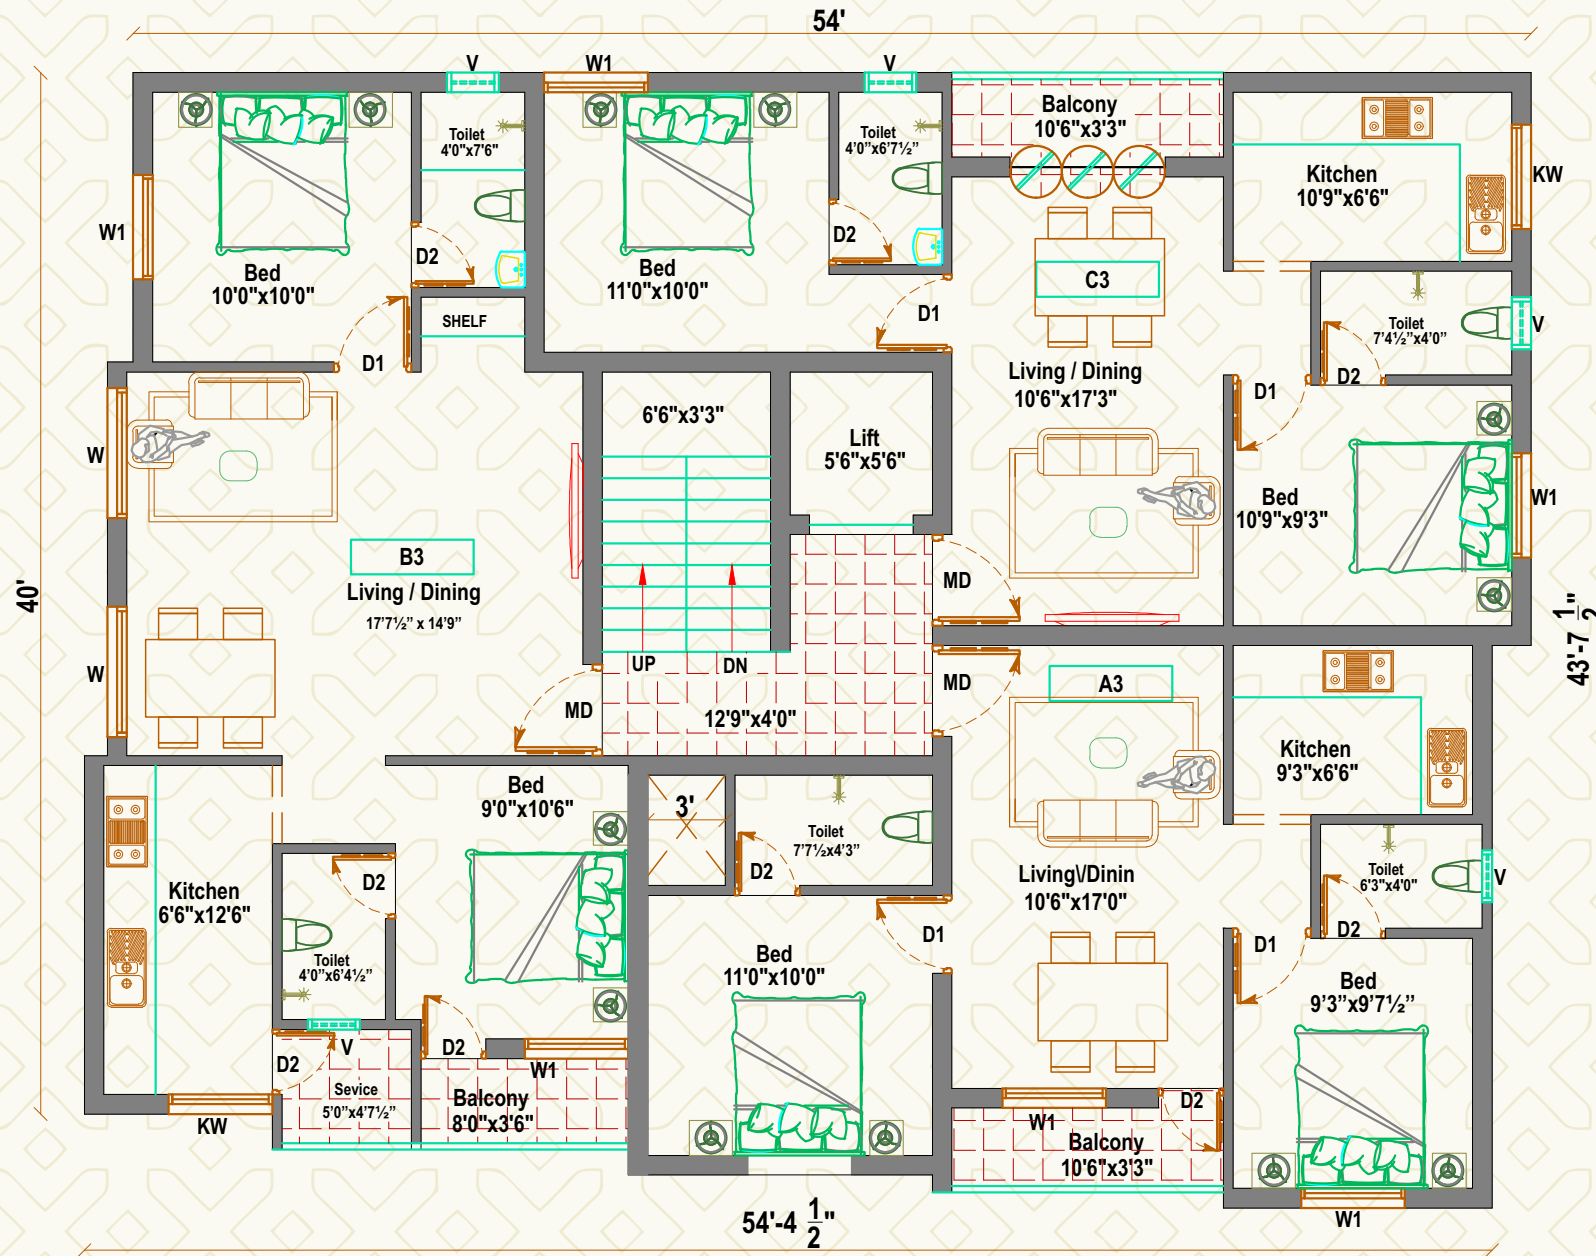 54'
V
W1
V
Toilet
4'0"x7'6"
Toilet
4'0"x6'7½"
Balcony
10'6"x3'3"
Kitchen
10'9"x6'6"
KW
W1
D2
D2
Bed
10'0"x10'0"
Bed
11'0"x10'0"
C3
SHELF
D1
D1
Toilet
7'4½"x4'0"
V
D2
D1
Living / Dining
10'6"x17'3"
6'6"x3'3"
Lift
5'6"x5'6"
W
Bed
10'9"x9'3"
W1
B3
Living / Dining
17'7½" x 14'9"
40'
MD
43'-7 1/2"
W
UP
DN
MD
MD
12'9"x4'0"
A3
Kitchen
9'3"x6'6"
Bed
9'0"x10'6"
3'
Toilet
7'7½x4'3"
D2
D2
Kitchen
6'6"x12'6"
Living\/Dinin
10'6"x17'0"
Toilet
6'3"x4'0"
V
D2
D1
D1
Toilet
4'0"x6'4½"
Bed
11'0"x10'0"
Bed
9'3"x9'7½"
V
D2
D2
W1
Sevice
5'0"x4'7½"
Balcony
8'0"x3'6"
KW
D2
W1
Balcony
10'6"x3'3"
W1
54'-4 1/2"